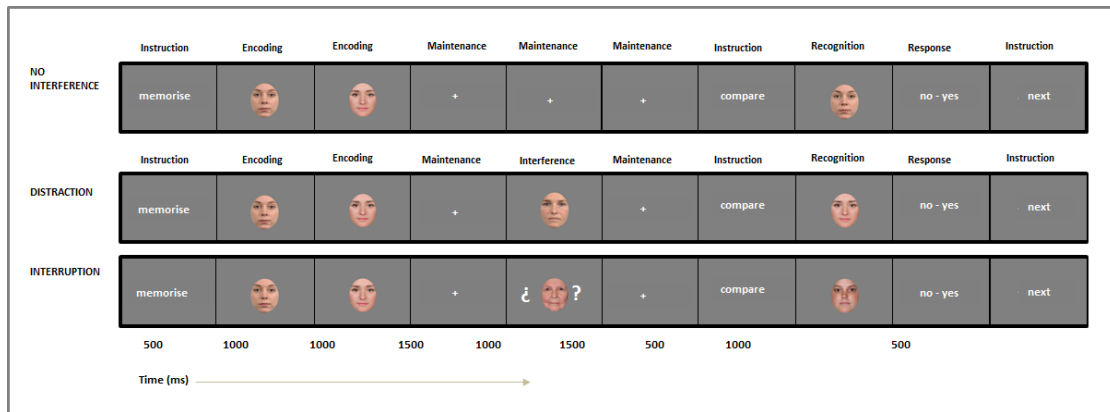 Instruction Encoding Encoding Maintenance Maintenance Maintenance Instruction Recognition Response Instruction
NO
INTERFERENCE
memorise + + + compare no - yes next
Instruction Encoding Encoding Maintenance Interference Maintenance Instruction Recognition Response Instruction
DISTRACTION
memorise + + compare no - yes next
INTERRUPTION
memorise + ¿ ? + compare no - yes next
500 1000 1000 1500 1000 1500 500 1000 500
Time (ms)